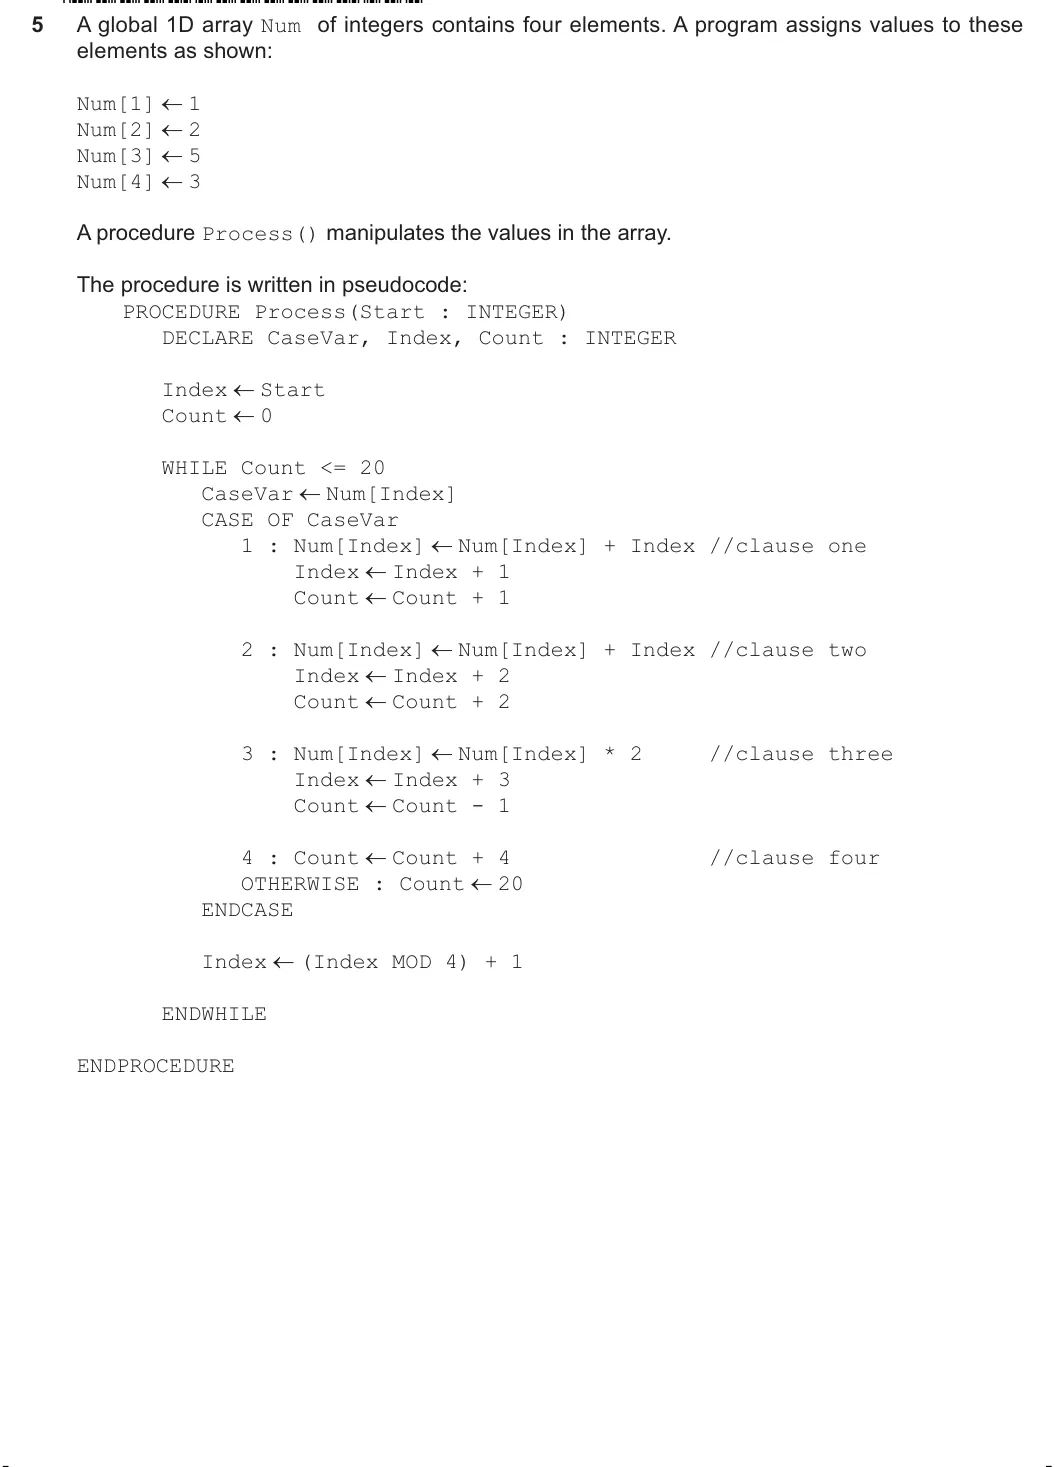 5 A global 1D array Num of integers contains four elements. A program assigns values to these
elements as shown:
Num[1] ← 1
Num[2] ← 2
Num[3] ← 5
Num[4] ← 3
A procedure Process() manipulates the values in the array.
The procedure is written in pseudocode:
PROCEDURE Process(Start : INTEGER)
DECLARE CaseVar, Index, Count : INTEGER
Index ← Start
Count ← 0
WHILE Count <= 20
CaseVar ← Num[Index]
CASE OF CaseVar
1 : Num[Index] ← Num[Index] + Index //clause one
Index ← Index + 1
Count ← Count + 1
2 : Num[Index] ← Num[Index] + Index //clause two
Index ← Index + 2
Count ← Count + 2
3 : Num[Index] ← Num[Index] * 2 //clause three
Index ← Index + 3
Count ← Count - 1
4 : Count ← Count + 4 //clause four
OTHERWISE : Count ← 20
ENDCASE
Index ← (Index MOD 4) + 1
ENDWHILE
ENDPROCEDURE